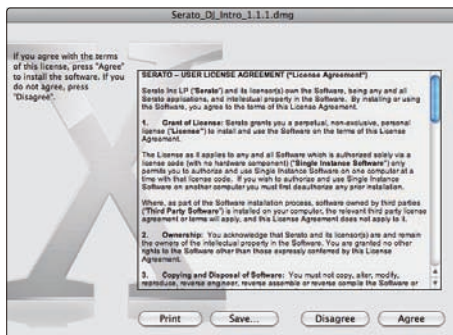 Serato_DJ_Intro_1.1.1.dmg
If you agree with the terms
of this license, press "Agree"
to install the software. If you
do not agree, press
"Disagree".
SERATO – USER LICENSE AGREEMENT ("License Agreement")
Serato Inc LP ("Serato") and its licensor(s) own the Software, being any and all
Serato applications, and intellectual property in the Software. By installing or using
the Software, you agree to the terms of this License Agreement.
1. Grant of License: Serato grants you a perpetual, non-exclusive, personal
license ("License") to install and use the Software on the terms of this License
Agreement.
The License as it applies to any and all Software which is authorized solely via a
license code (with no hardware component) ("Single Instance Software") only
permits you to authorize and use Single Instance Software on one computer at a
time with that license code. If you wish to authorize and use Single Instance
Software on another computer you must first deauthorize any prior installation.
Where, as part of the Software installation process, software owned by third parties
("Third Party Software") is installed on your computer, the relevant third party license
agreement or terms will apply, and this License Agreement does not apply to it.
2. Ownership: You acknowledge that Serato and its licensor(s) are and remain
the owners of the intellectual property in the Software. You are granted no other
rights to the Software other than those expressly conferred by this License
Agreement.
3. Copying and Disposal of Software: You must not copy, alter, modify,
reproduce, reverse engineer, reverse assemble or reverse compile the Software or
Print Save... Disagree Agree